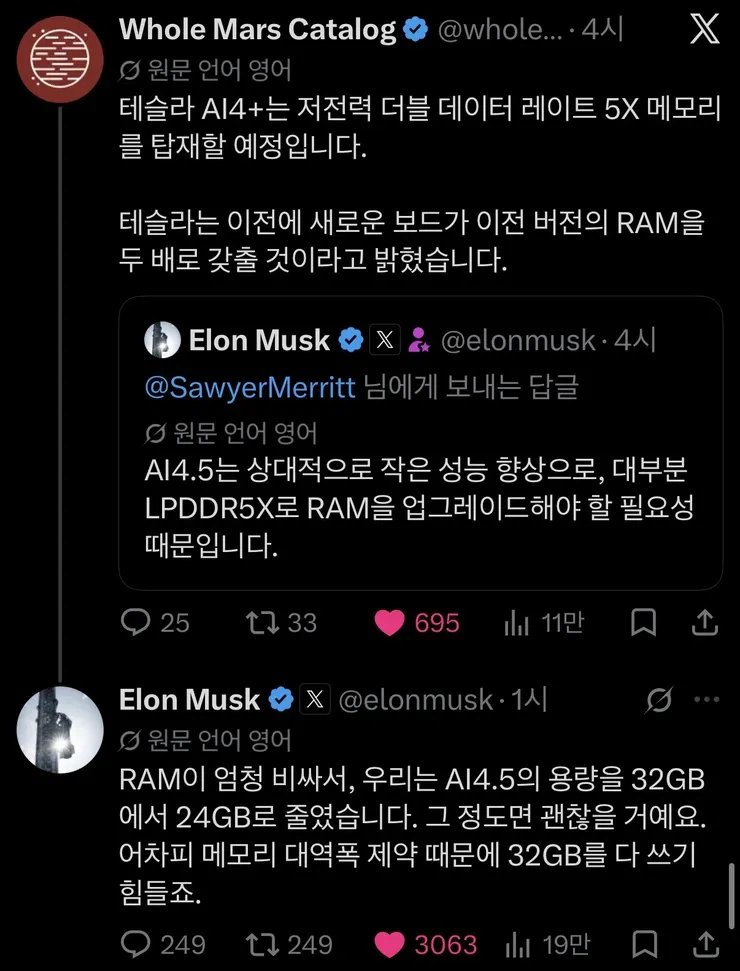 Whole Mars Catalog @whole... · 4시
원문 언어 영어
테슬라 AI4+는 저전력 더블 데이터 레이트 5X 메모리
를 탑재할 예정입니다.
테슬라는 이전에 새로운 보드가 이전 버전의 RAM을
두 배로 갖출 것이라고 밝혔습니다.
Elon Musk @elonmusk · 4시
@SawyerMerritt 님에게 보내는 답글
원문 언어 영어
AI4.5는 상대적으로 작은 성능 향상으로, 대부분
LPDDR5X로 RAM을 업그레이드해야 할 필요성
때문입니다.
25 33 695 11만
Elon Musk @elonmusk · 1시
원문 언어 영어
RAM이 엄청 비싸서, 우리는 AI4.5의 용량을 32GB
에서 24GB로 줄였습니다. 그 정도면 괜찮을 거예요.
어차피 메모리 대역폭 제약 때문에 32GB를 다 쓰기
힘들죠.
249 249 3063 19만